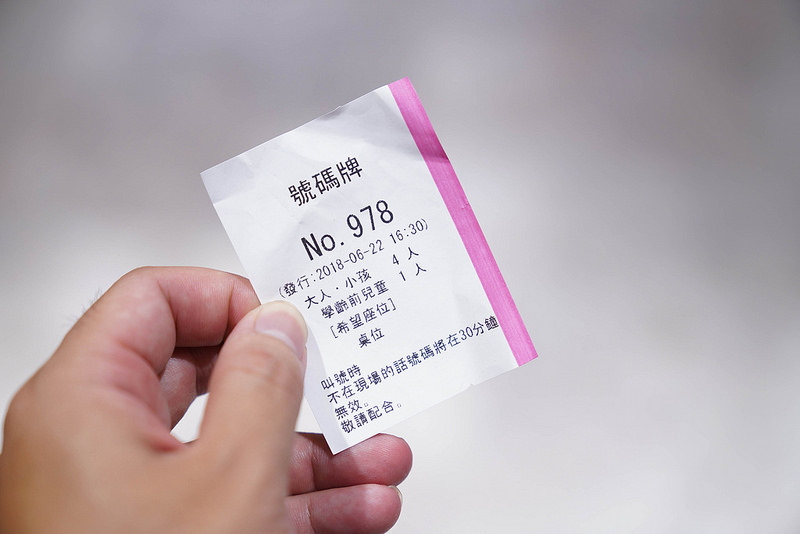 號碼牌
No.978
(發行:2018-06-22 16:30)
大人・小孩 4 人
學齡前兒童 1 人
[希望座位]
桌位
叫號時
不在現場的話號碼將在30分鐘
無效。
敬請配合。